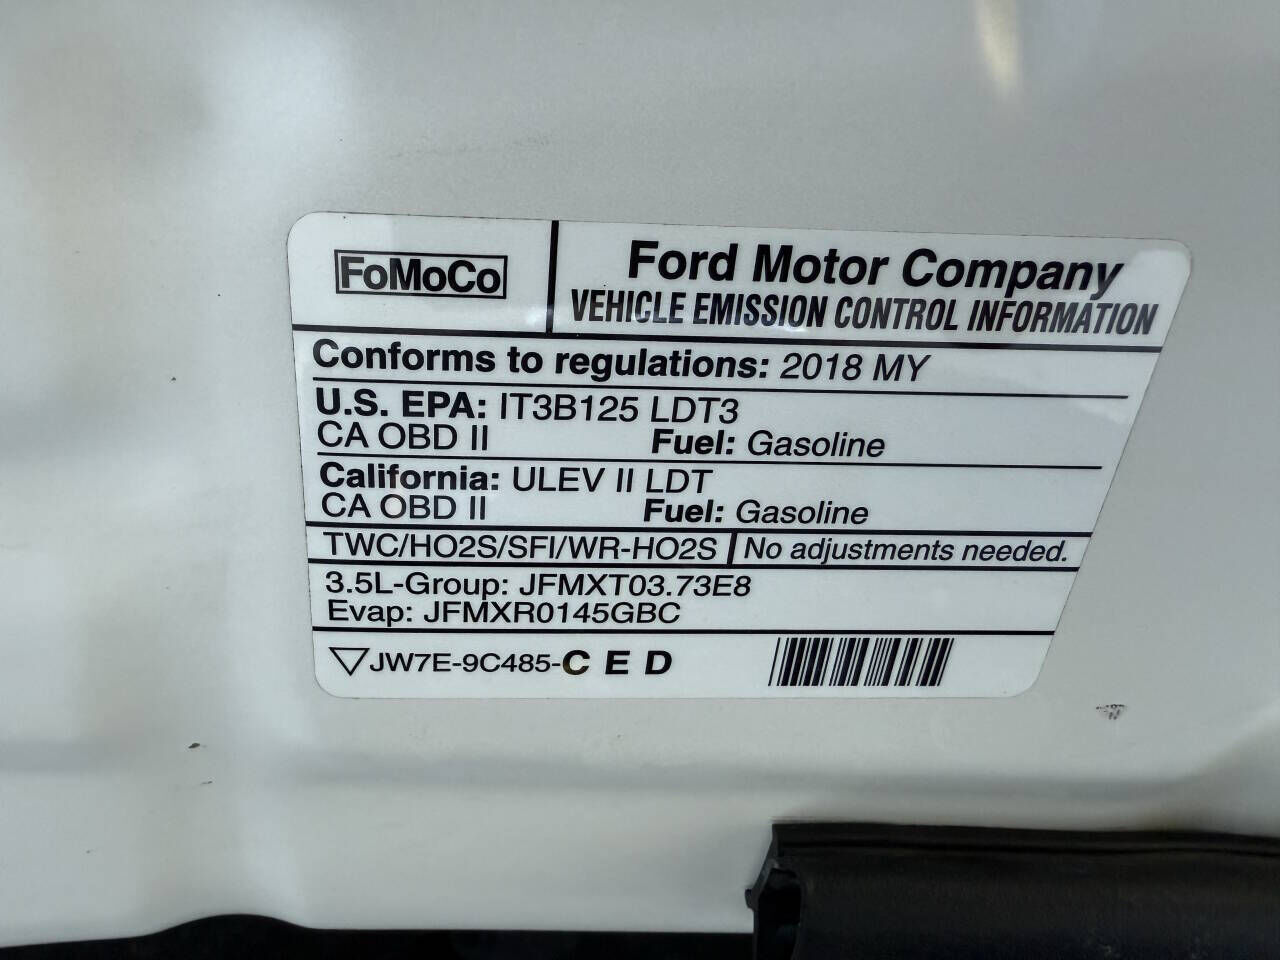 FoMoCo
Ford Motor Company
VEHICLE EMISSION CONTROL INFORMATION
Conforms to regulations: 2018 MY
U.S. EPA: IT3B125 LDT3
CA OBD II Fuel: Gasoline
California: ULEV II LDT
CA OBD II Fuel: Gasoline
TWC/HO2S/SFI/WR-HO2S No adjustments needed.
3.5L-Group: JFMXT03.73E8
Evap: JFMXR0145GBC
JW7E-9C485-C E D